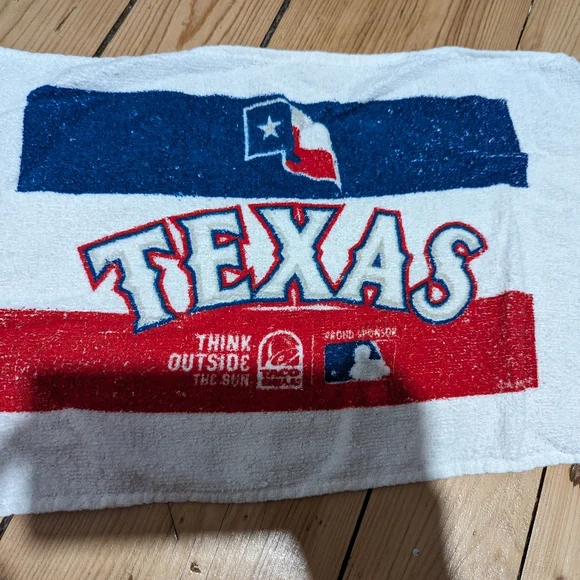 TEXAS
THINK
OUTSIDE
THE BUN
TACO
BELL
PROUD SPONSOR